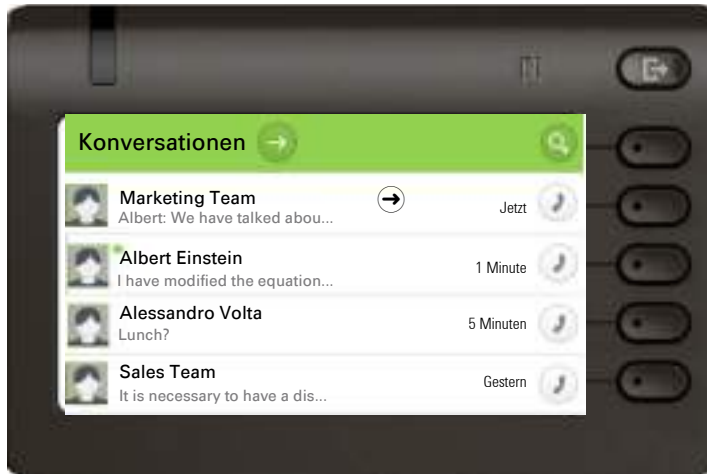 Konversationen
Marketing Team
Jetzt
Albert: We have talked abou...
Albert Einstein
1 Minute
I have modified the equation...
Alessandro Volta
5 Minuten
Lunch?
Sales Team
Gestern
It is necessary to have a dis...